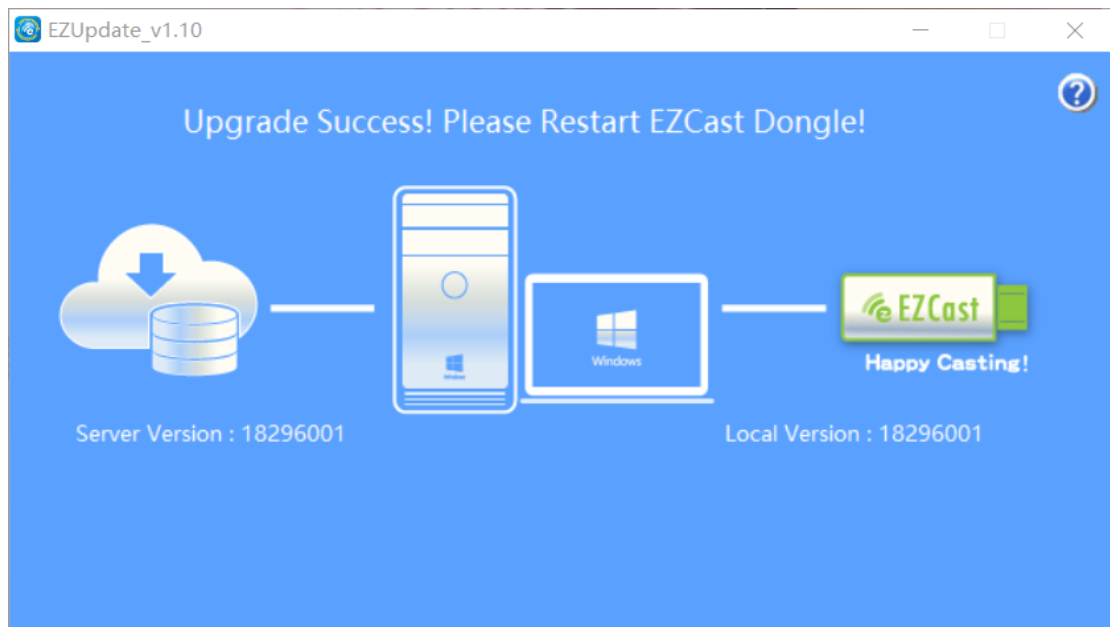 EZUpdate_v1.10
?
Upgrade Success! Please Restart EZCast Dongle!
Windows
EZCast
Happy Casting!
Server Version : 18296001
Local Version : 18296001